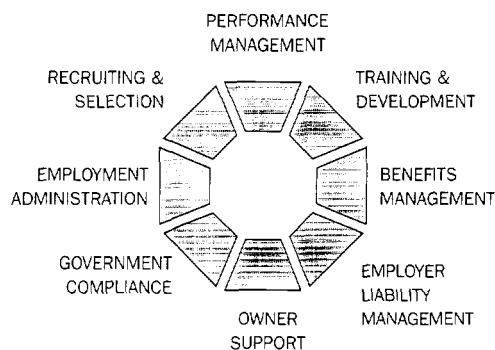 PERFORMANCE
MANAGEMENT
RECRUITING &
SELECTION
TRAINING &
DEVELOPMENT
EMPLOYMENT
ADMINISTRATION
BENEFITS
MANAGEMENT
GOVERNMENT
COMPLIANCE
EMPLOYER
LIABILITY
MANAGEMENT
OWNER
SUPPORT